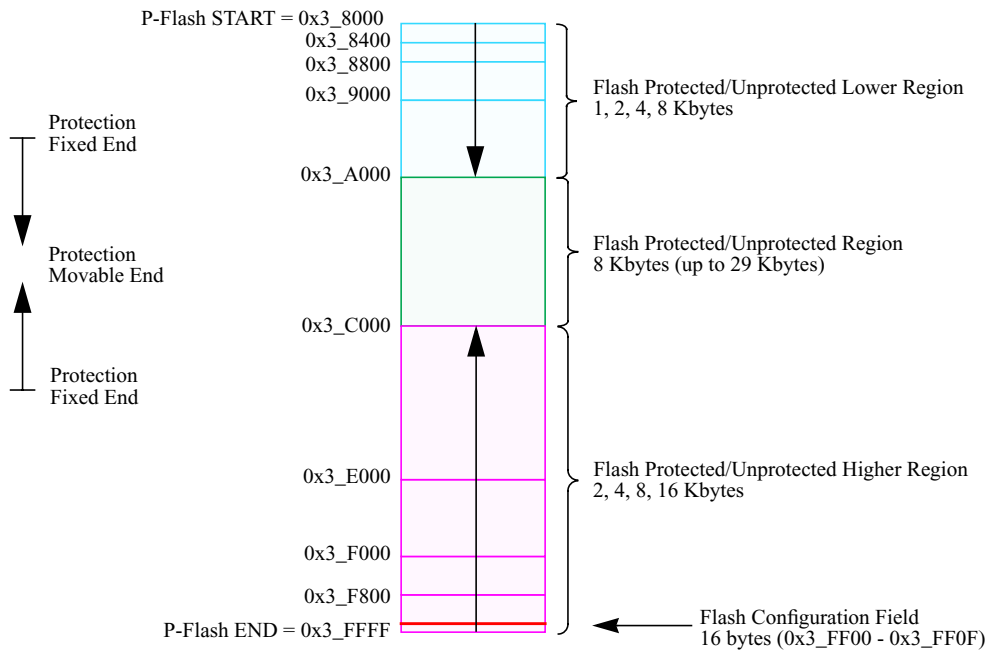 P-Flash START = 0x3_8000
0x3_8400
0x3_8800
0x3_9000
Flash Protected/Unprotected Lower Region
1, 2, 4, 8 Kbytes
Protection
Fixed End
0x3_A000
Protection
Movable End
Flash Protected/Unprotected Region
8 Kbytes (up to 29 Kbytes)
0x3_C000
Protection
Fixed End
0x3_E000
Flash Protected/Unprotected Higher Region
2, 4, 8, 16 Kbytes
0x3_F000
0x3_F800
P-Flash END = 0x3_FFFF
Flash Configuration Field
16 bytes (0x3_FF00 - 0x3_FF0F)